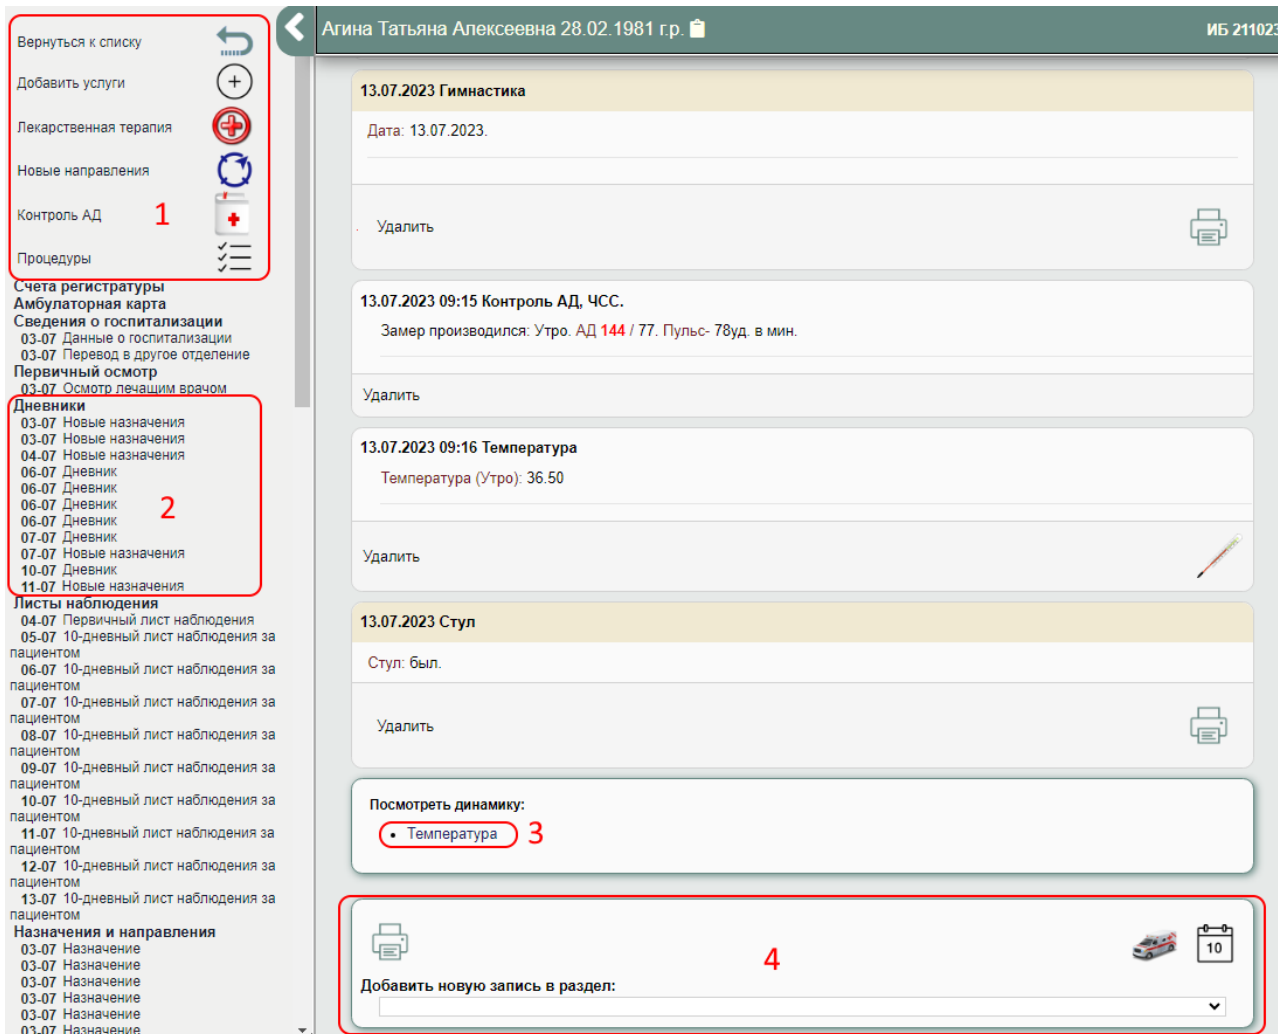 Вернуться к списку
Добавить услуги
Лекарственная терапия
Новые направления
Контроль АД
1
Процедуры
Счета регистратуры
Амбулаторная карта
Сведения о госпитализации
03-07 Данные о госпитализации
03-07 Перевод в другое отделение
Первичный осмотр
03-07 Осмотр лечащим врачом
Дневники
03-07 Новые назначения
03-07 Новые назначения
04-07 Новые назначения
06-07 Дневник
06-07 Дневник
06-07 Дневник
06-07 Дневник
07-07 Дневник
07-07 Новые назначения
10-07 Дневник
11-07 Новые назначения
2
Листы наблюдения
04-07 Первичный лист наблюдения
05-07 10-дневный лист наблюдения за
пациентом
06-07 10-дневный лист наблюдения за
пациентом
07-07 10-дневный лист наблюдения за
пациентом
08-07 10-дневный лист наблюдения за
пациентом
09-07 10-дневный лист наблюдения за
пациентом
10-07 10-дневный лист наблюдения за
пациентом
11-07 10-дневный лист наблюдения за
пациентом
12-07 10-дневный лист наблюдения за
пациентом
13-07 10-дневный лист наблюдения за
пациентом
Назначения и направления
03-07 Назначение
03-07 Назначение
03-07 Назначение
03-07 Назначение
03-07 Назначение
03-07 Назначение
Агина Татьяна Алексеевна 28.02.1981 г.р.
ИБ 211023
13.07.2023 Гимнастика
Дата: 13.07.2023.
Удалить
13.07.2023 09:15 Контроль АД, ЧСС.
Замер производился: Утро. АД 144 / 77. Пульс- 78уд. в мин.
Удалить
13.07.2023 09:16 Температура
Температура (Утро): 36.50
Удалить
13.07.2023 Стул
Стул: был.
Удалить
Посмотреть динамику:
• Температура
3
10
4
Добавить новую запись в раздел: